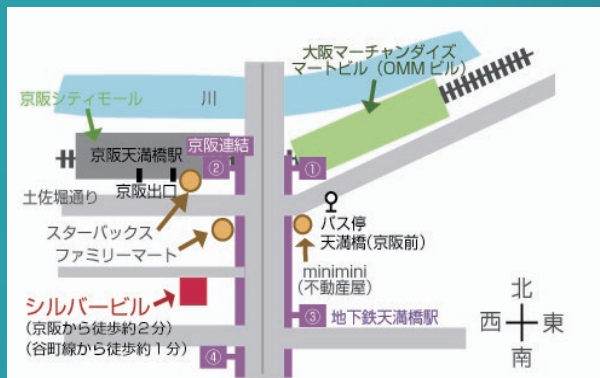 大阪マーチャンダイズ
マートビル（OMMビル）
京阪シティモール
川
京阪連結
京阪天満橋駅
②
①
京阪出口
土佐堀通り
スターバックス
バス停
天満橋(京阪前)
ファミリーマート
minimini
(不動産屋)
シルバービル
(京阪から徒歩約２分)
(谷町線から徒歩約１分)
③ 地下鉄天満橋駅
④
北
西 東
南